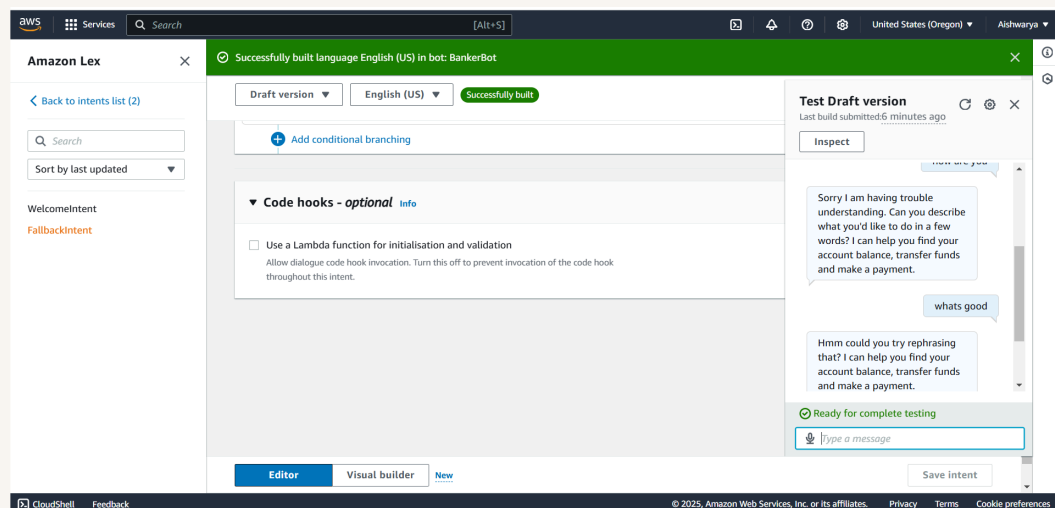 aws Services Search [Alt+S] United States (Oregon) Aishwarya
Amazon Lex
Back to intents list (2)
Search
Sort by last updated
WelcomeIntent
FallbackIntent
Successfully built language English (US) in bot: BankerBot
Draft version English (US) Successfully built
Add conditional branching
Code hooks - optional Info
Use a Lambda function for initialisation and validation
Allow dialogue code hook invocation. Turn this off to prevent invocation of the code hook
throughout this intent.
Editor Visual builder New
Save intent
Test Draft version
Last build submitted: 6 minutes ago
Inspect
how are you
Sorry I am having trouble
understanding. Can you describe
what you'd like to do in a few
words? I can help you find your
account balance, transfer funds
and make a payment.
whats good
Hmm could you try rephrasing
that? I can help you find your
account balance, transfer funds
and make a payment.
Ready for complete testing
Type a message
CloudShell Feedback © 2025, Amazon Web Services, Inc. or its affiliates. Privacy Terms Cookie preferences